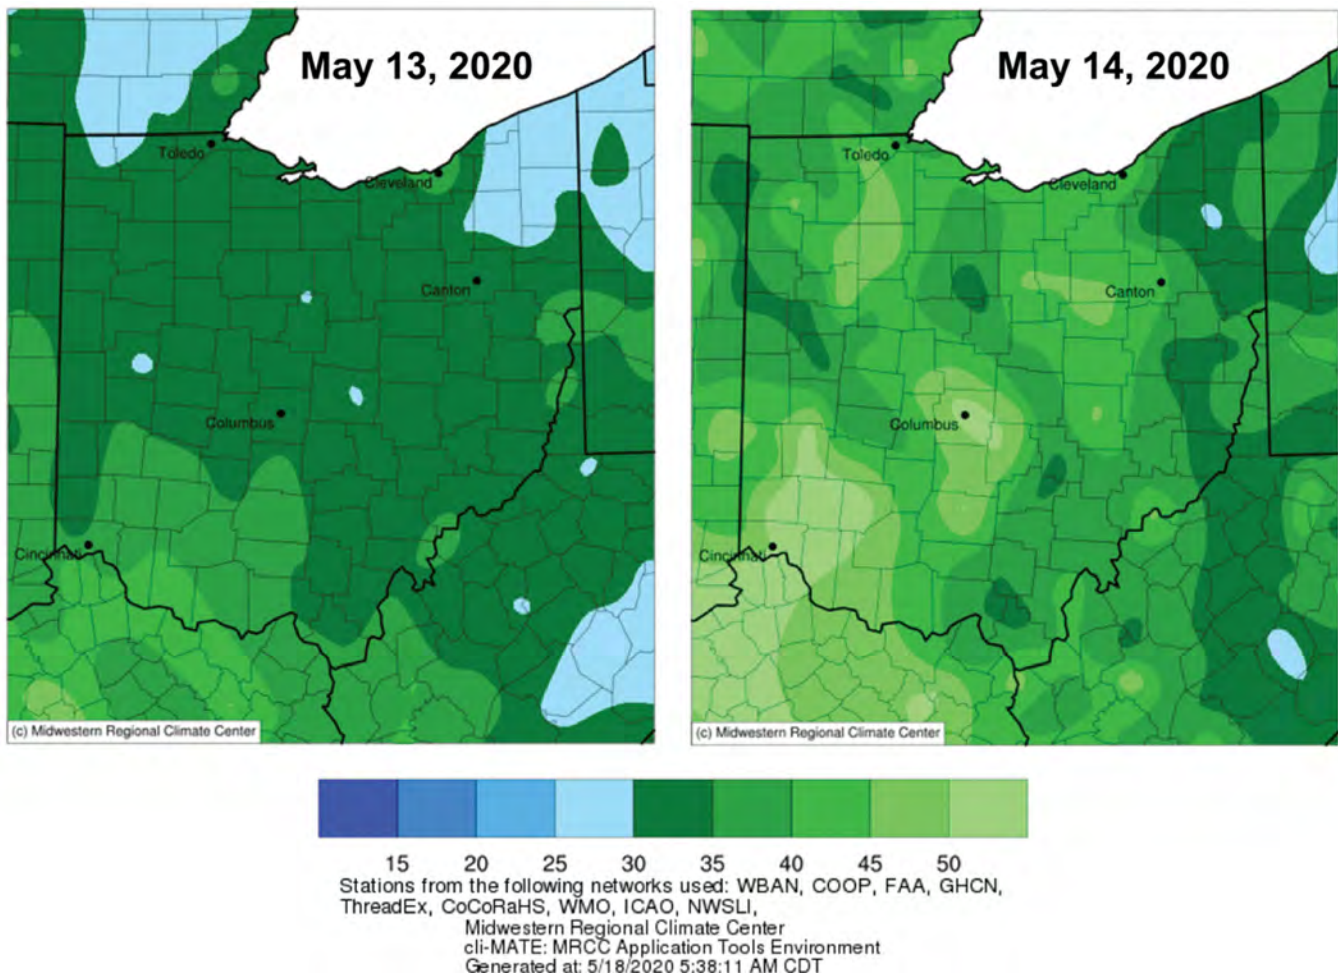 May 13, 2020
Toledo
Cleveland
Canton
Columbus
Cincinnati
(c) Midwestern Regional Climate Center
May 14, 2020
Toledo
Cleveland
Canton
Columbus
Cincinnati
(c) Midwestern Regional Climate Center
15 20 25 30 35 40 45 50
Stations from the following networks used: WBAN, COOP, FAA, GHCN,
ThreadEx, CoCoRaHS, WMO, ICAO, NWSLI,
Midwestern Regional Climate Center
cli-MATE: MRCC Application Tools Environment
Generated at: 5/18/2020 5:38:11 AM CDT